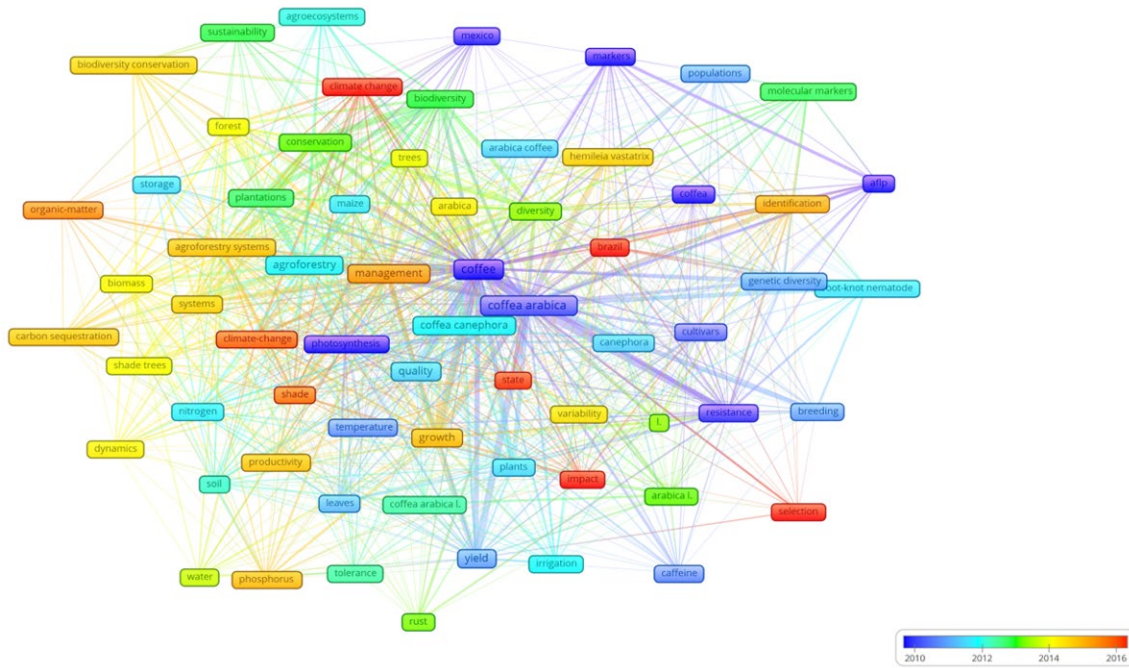 agroecosystems
sustainability
mexico
markers
biodiversity conservation
populations
climate change
molecular markers
biodiversity
forest
conservation
arabica coffee
trees
hemileia vastatrix
storage
aflp
plantations
coffea
organic-matter
maize
arabica
diversity
identification
agroforestry systems
brazil
agroforestry
management
coffee
biomass
genetic diversity
oot-knot nematode
systems
coffea arabica
carbon sequestration
climate-change
photosynthesis
coffea canephora
canephora
cultivars
shade trees
quality
state
shade
nitrogen
variability
resistance
breeding
temperature
growth
l.
dynamics
productivity
plants
soil
impact
leaves
coffea arabica l.
arabica l.
selection
yield
irrigation
water
phosphorus
tolerance
caffeine
rust
2010 2012 2014 2016